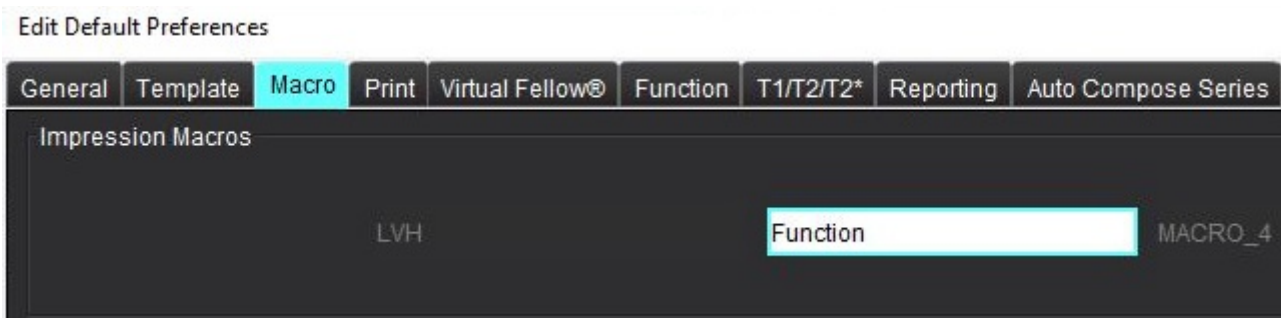 Edit Default Preferences
General Template Macro Print Virtual Fellow® Function T1/T2/T2* Reporting Auto Compose Series
Impression Macros
LVH Function MACRO_4